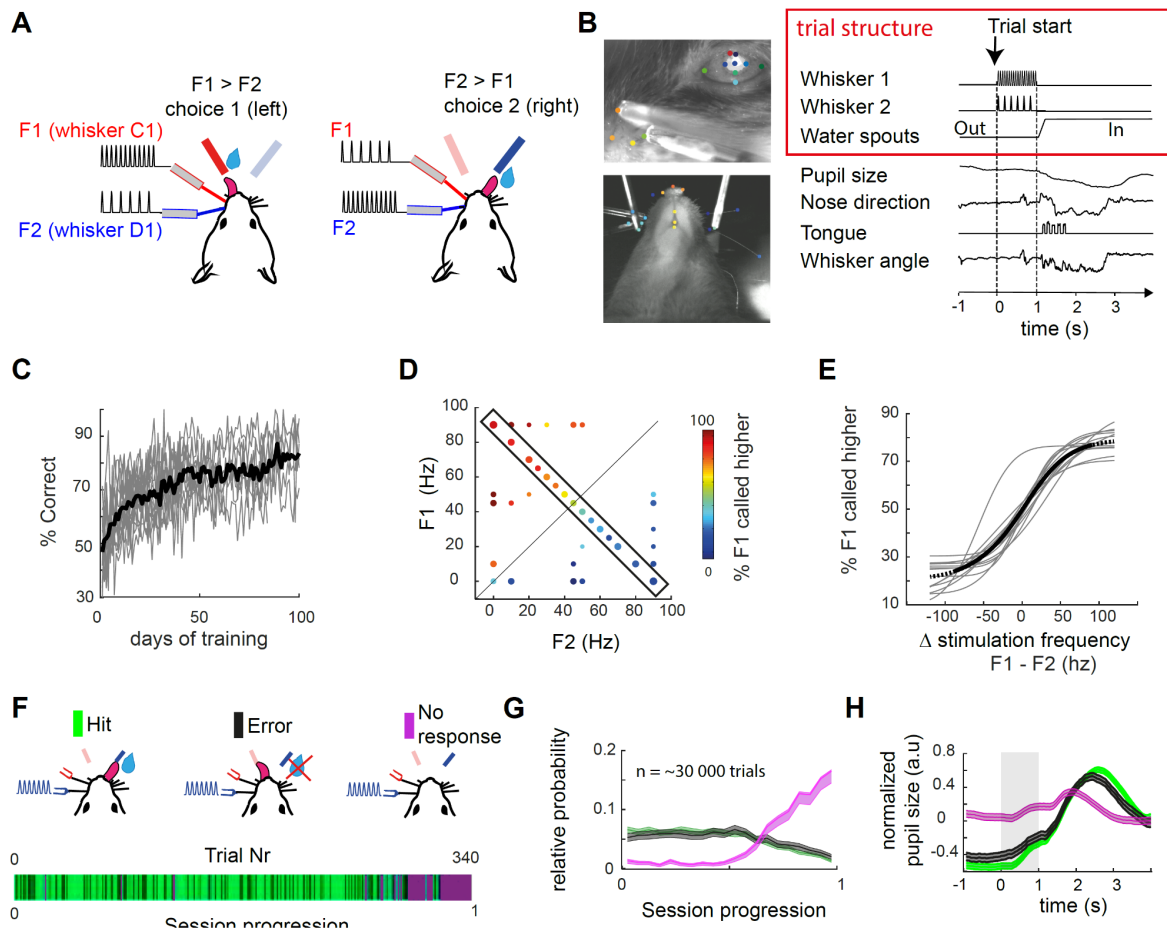 A
F1 > F2
choice 1 (left)
F1 (whisker C1)
F2 (whisker D1)
F2 > F1
choice 2 (right)
F1
F2
B
trial structure
Trial start
Whisker 1
Whisker 2
Water spouts
Out
In
Pupil size
Nose direction
Tongue
Whisker angle
-1 0 1 2 3
time (s)
C
% Correct
90
70
50
30
0 50 100
days of training
D
F1 (Hz)
100
80
60
40
20
0
0 20 40 60 80 100
F2 (Hz)
100
0
% F1 called higher
E
% F1 called higher
90
70
50
30
10
-100 -50 0 50 100
Δ stimulation frequency
F1 - F2 (hz)
F
Hit
Error
No
response
0 Trial Nr 340
0 1
Session progression
G
relative probability
0.2
0.1
0
n = ~30 000 trials
0 1
Session progression
H
normalized
pupil size (a.u)
0.8
0.4
0
-0.4
-1 0 1 2 3
time (s)